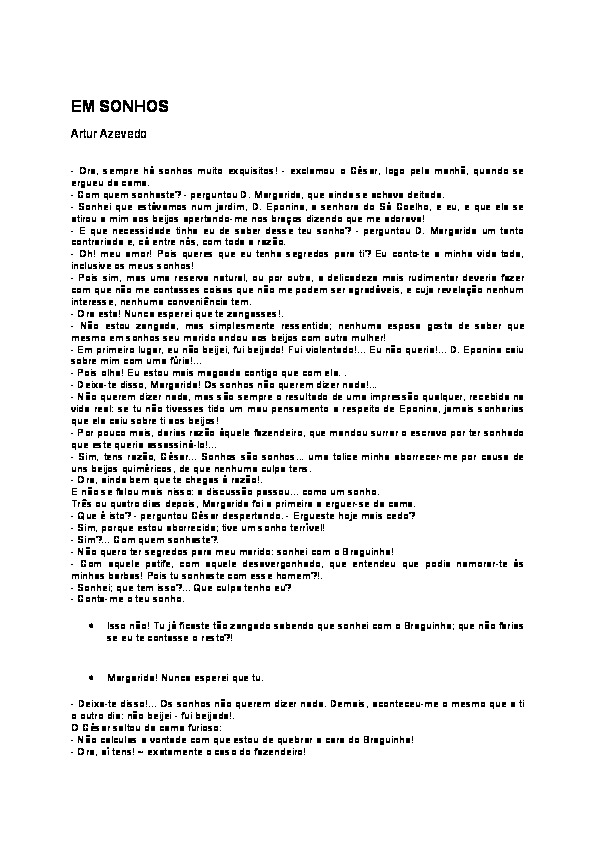 EM SONHOS
Artur Azevedo
- Ora, sempre há sonhos muito exquisitos! - exclamou o César, logo pela manhã, quando se
ergueu da cama.
- Com quem sonhaste? - perguntou D. Margarida, que ainda se achava deitada.
- Sonhei que estávamos num jardim, D. Eponina, a senhora do Sá Coelho, e eu, e que ela se
atirou a mim aos beijos apertando-me nos braços dizendo que me adorava!
- E que necessidade tinha eu de saber desse teu sonho? - perguntou D. Margarida um tanto
contrariada e, cá entre nós, com toda a razão.
- Oh! meu amor! Pois queres que eu tenha segredos para ti? Eu conto-te a minha vida toda,
inclusive os meus sonhos!
- Pois sim, mas uma reserva natural, ou por outra, a delicadeza mais rudimentar deveria fazer
com que não me contasses coisas que não me podem ser agradáveis, e cuja revelação nenhum
interesse, nenhuma conveniência tem.
- Ora esta! Nunca esperei que te zangasses!.
- Não estou zangada, mas simplesmente ressentida; nenhuma esposa gosta de saber que
mesmo em sonhos seu marido andou aos beijos com outra mulher!
- Em primeiro lugar, eu não beijei, fui beijado! Fui violentado!... Eu não queria!... D. Eponina caiu
sobre mim com uma fúria!...
- Pois olha! Eu estou mais magoada contigo que com ela. .
- Deixa-te disso, Margarida! Os sonhos não querem dizer nada!...
- Não querem dizer nada, mas são sempre o resultado de uma impressão qualquer, recebida na
vida real: se tu não tivesses tido um mau pensamento a respeito de Eponina, jamais sonharias
que ela caiu sobre ti aos beijos!
- Por pouco mais, darias razão àquele fazendeiro, que mandou surrar o escravo por ter sonhado
que este queria assassiná-lo!...
- Sim, tens razão, César... Sonhos são sonhos... uma tolice minha aborrecer-me por causa de
uns beijos quiméricos, de que nenhuma culpa tens.
- Ora, ainda bem que te chegas à razão!.
E não se falou mais nisso: a discussão passou... como um sonho.
Três ou quatro dias depois, Margarida foi a primeira a erguer-se da cama.
- Que é isto? - perguntou César despertando. - Ergueste hoje mais cedo?
- Sim, porque estou aborrecida; tive um sonho terrível!
- Sim?... Com quem sonhaste?.
- Não quero ter segredos para meu marido: sonhei com o Braguinha!
- Com aquele patife, com aquele desavergonhado, que entendeu que podia namorar-te às
minhas barbas! Pois tu sonhaste com esse homem?!.
- Sonhei; que tem isso?... Que culpa tenho eu?
- Conta-me o teu sonho.
• Isso não! Tu já ficaste tão zangado sabendo que sonhei com o Braguinha; que não farias
se eu te contasse o resto?!
• Margarida! Nunca esperei que tu.
- Deixa-te disso!... Os sonhos não querem dizer nada. Demais, aconteceu-me o mesmo que a ti
o outro dia: não beijei - fui beijada!.
O César saltou da cama furioso:
- Não calculas a vontade com que estou de quebrar a cara do Braguinha!
- Ora, aí tens! ~ exatamente o caso do fazendeiro!